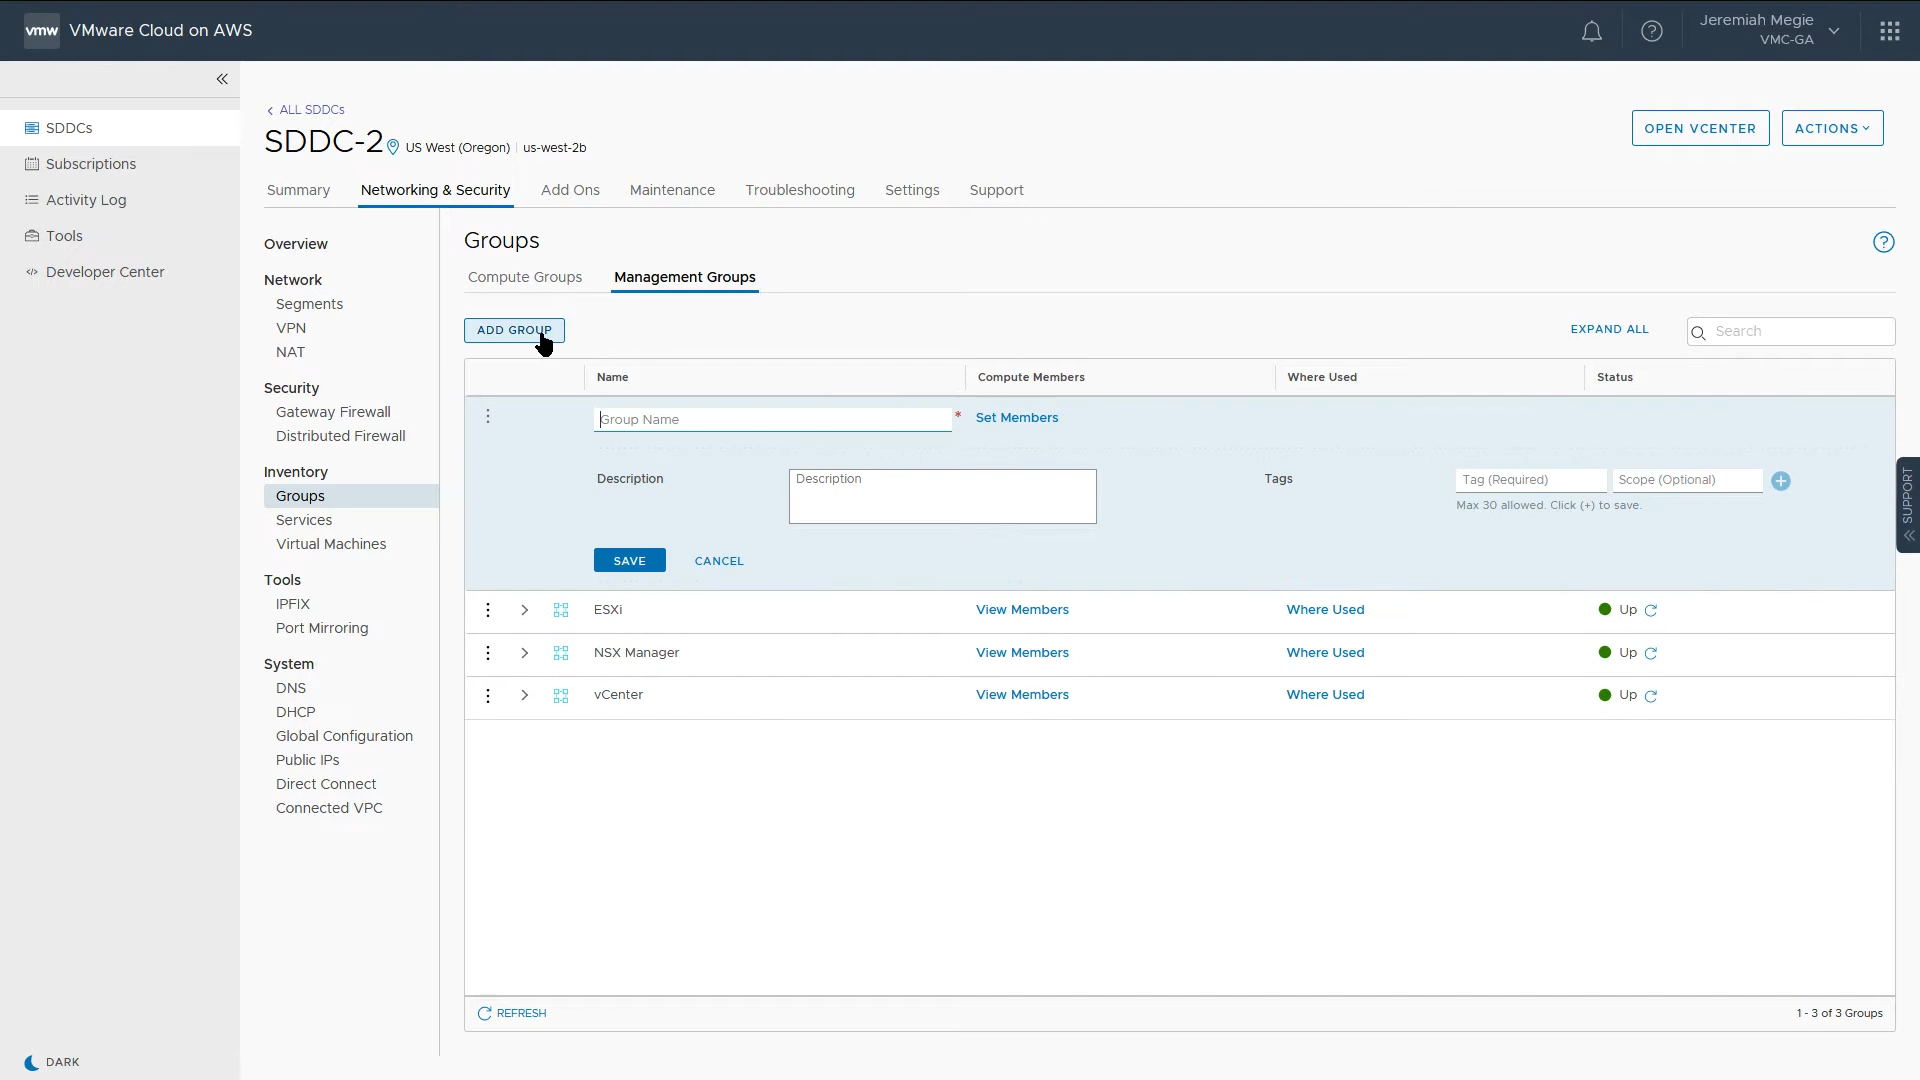 vmw VMware Cloud on AWS
Jeremiah Megie
VMC-GA
SDDCs
Subscriptions
Activity Log
Tools
Developer Center
DARK
ALL SDDCs
SDDC-2 US West (Oregon) us-west-2b
OPEN VCENTER
ACTIONS
Summary Networking & Security Add Ons Maintenance Troubleshooting Settings Support
Overview
Network
Segments
VPN
NAT
Security
Gateway Firewall
Distributed Firewall
Inventory
Groups
Services
Virtual Machines
Tools
IPFIX
Port Mirroring
System
DNS
DHCP
Global Configuration
Public IPs
Direct Connect
Connected VPC
Groups
Compute Groups Management Groups
ADD GROUP
EXPAND ALL
Search
Name Compute Members Where Used Status
Group Name * Set Members
Description Description Tags Tag (Required) Scope (Optional)
Max 30 allowed. Click (+) to save.
SAVE CANCEL
ESXi View Members Where Used Up
NSX Manager View Members Where Used Up
vCenter View Members Where Used Up
REFRESH
1 - 3 of 3 Groups
SUPPORT